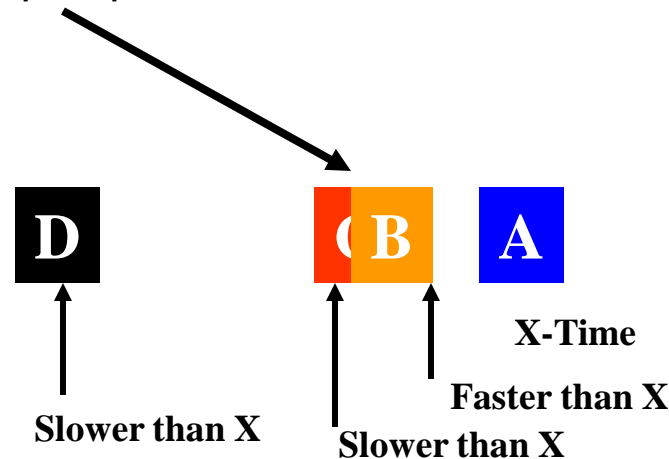 D
B
A
X-Time
Faster than X
Slower than X
Slower than X